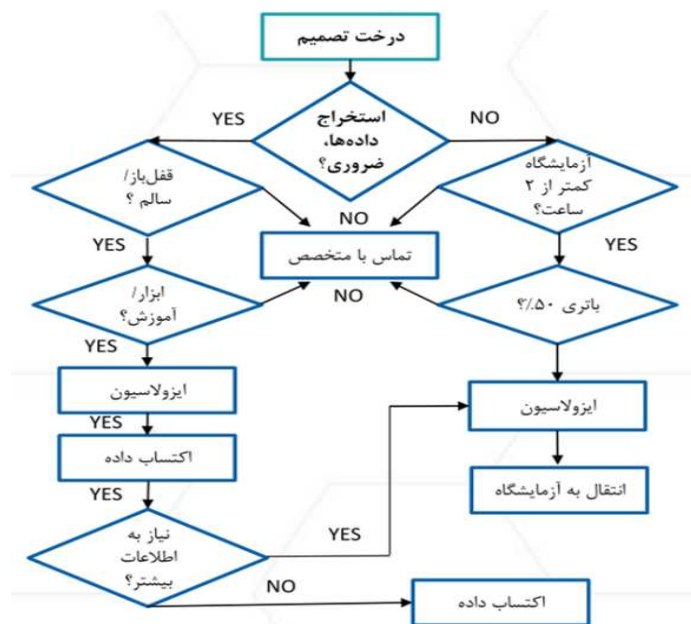 درخت تصمیم
استخراج
داده‌ها،
ضروری؟
YES
NO
قفل‌باز/
سالم ؟
آزمایشگاه
کمتر از ۲
ساعت؟
NO
YES
تماس با متخصص
YES
ابزار/
آموزش؟
NO
باتری ۵۰٪؟
YES
ایزولاسیون
ایزولاسیون
YES
اکتساب داده
انتقال به آزمایشگاه
YES
نیاز به
اطلاعات
بیشتر؟
YES
NO
اکتساب داده